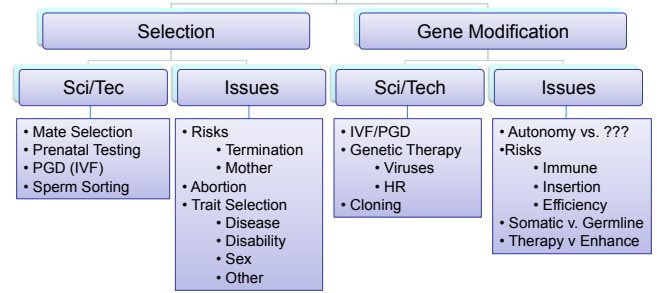 Selection
Gene Modification
Sci/Tec
Issues
Sci/Tech
Issues
• Mate Selection
• Prenatal Testing
• PGD (IVF)
• Sperm Sorting
• Risks
• Termination
• Mother
• Abortion
• Trait Selection
• Disease
• Disability
• Sex
• Other
• IVF/PGD
• Genetic Therapy
• Viruses
• HR
• Cloning
• Autonomy vs. ???
•Risks
• Immune
• Insertion
• Efficiency
• Somatic v. Germline
• Therapy v Enhance